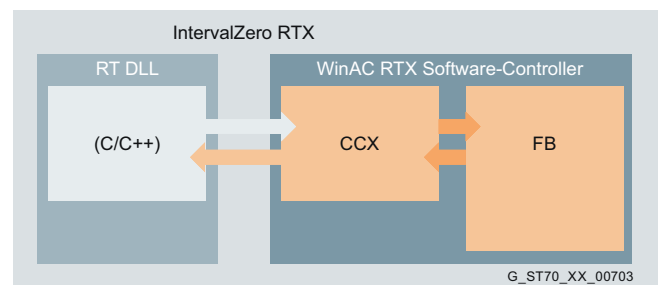 IntervalZero RTX
RT DLL
WinAC RTX Software-Controller
(C/C++)
CCX
FB
G_ST70_XX_00703